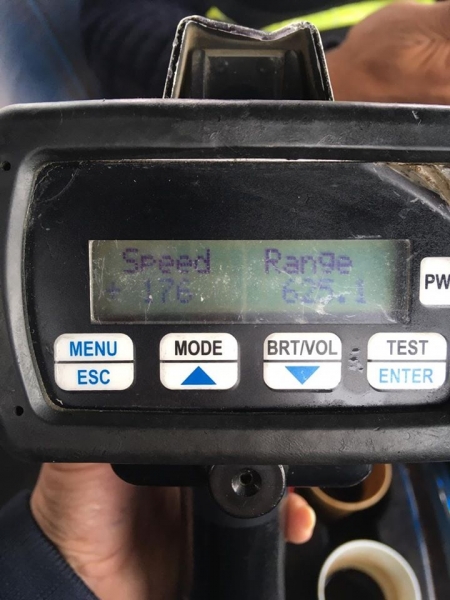 Speed Range
+ 176 625.1
PW
MENU MODE BRT/VOL TEST
ESC ENTER